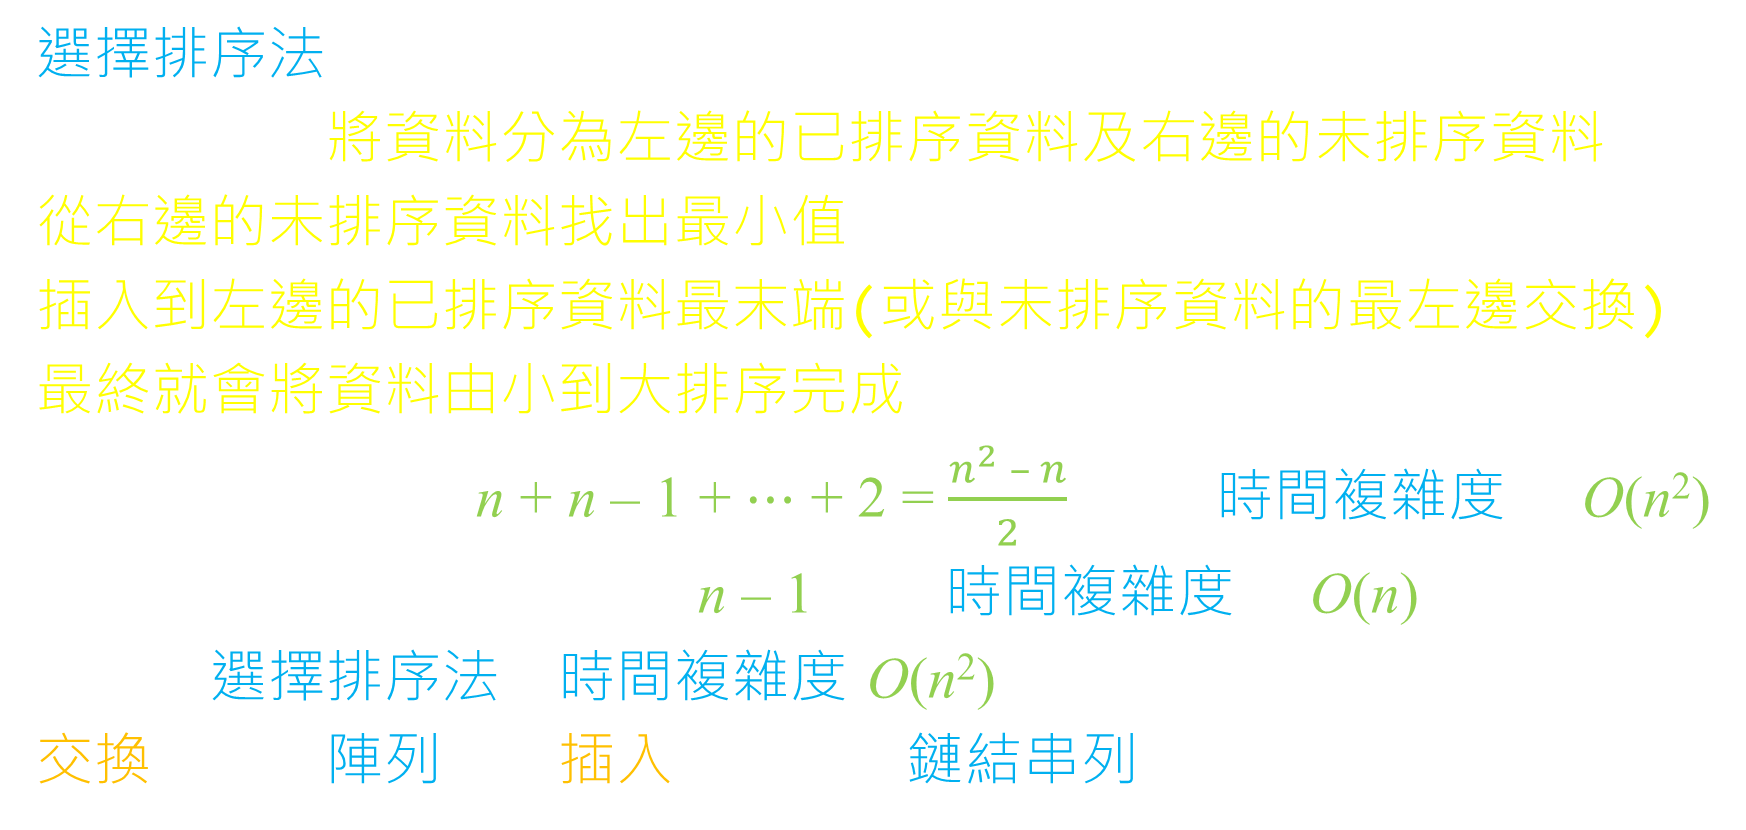 選擇排序法
將資料分為左邊的已排序資料及右邊的未排序資料
從右邊的未排序資料找出最小值
插入到左邊的已排序資料最末端(或與未排序資料的最左邊交換)
最終就會將資料由小到大排序完成
n + n – 1 + ⋯ + 2 = (n² – n)/2 時間複雜度 O(n²)
n – 1 時間複雜度 O(n)
選擇排序法 時間複雜度 O(n²)
交換 陣列 插入 鏈結串列